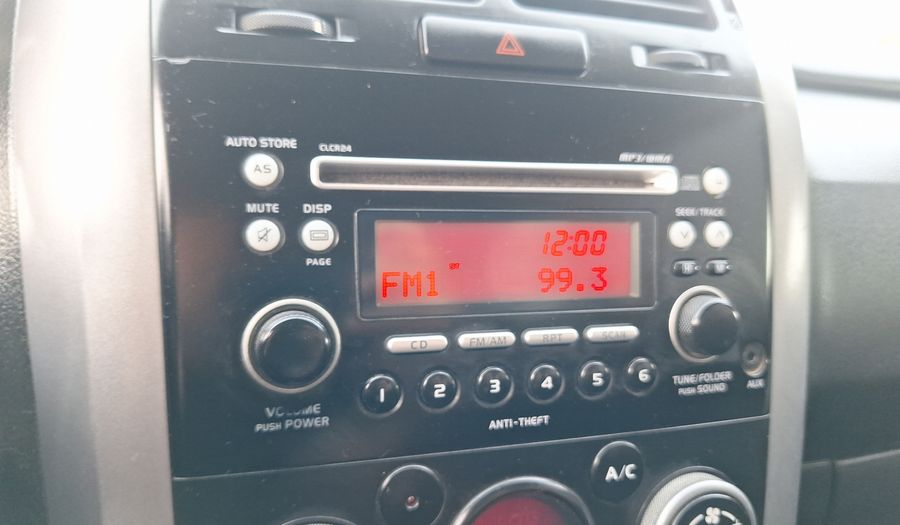 AUTO STORE
CLCR24
MP3/WMA
AS
MUTE DISP
SEEK/TRACK
PAGE
12:00
FM1 ST 99.3
CD FM/AM RPT SCAN
1 2 3 4 5 6
VOLUME
PUSH POWER
TUNE/FOLDER
PUSH SOUND
AUX
ANTI-THEFT
A/C